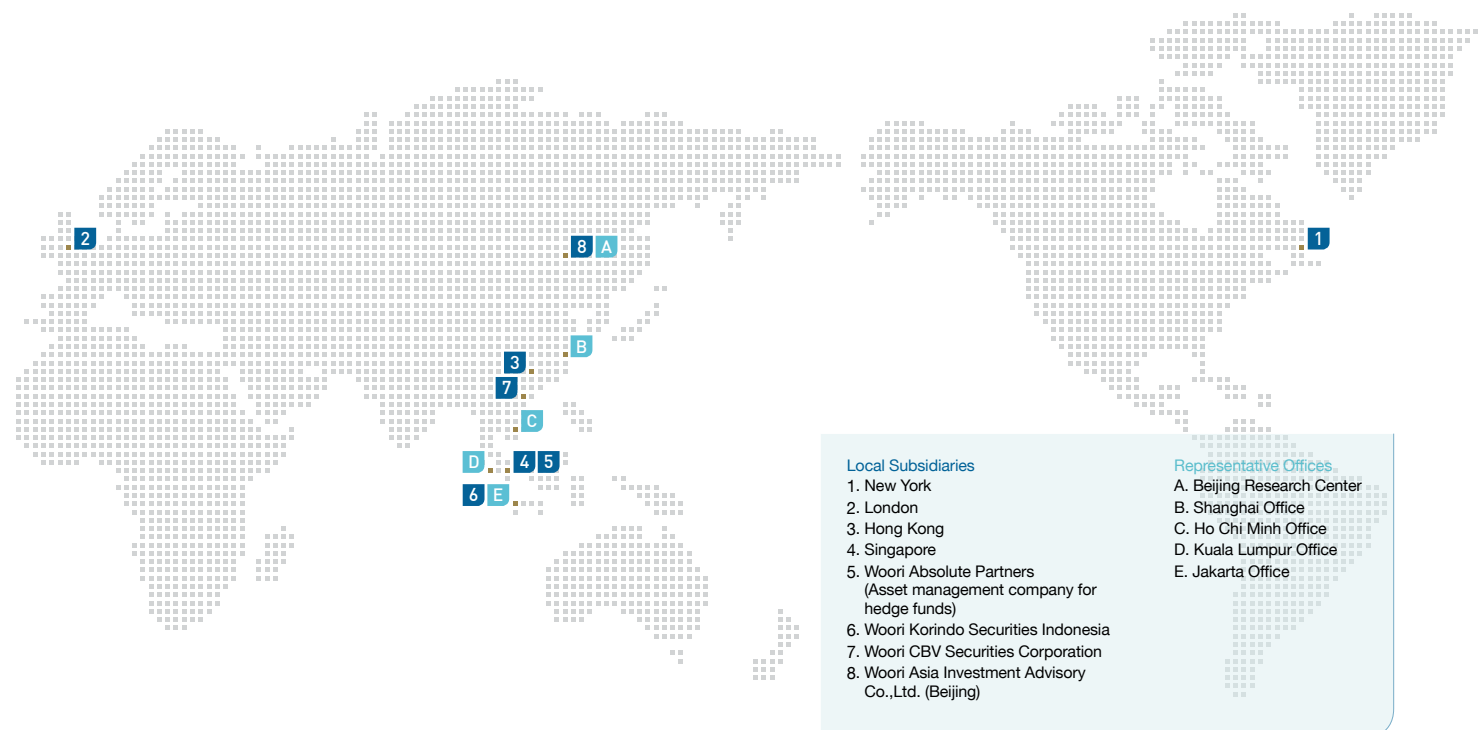 2
8 A
1
B
3
7
C
D 4 5
6 E
Local Subsidiaries
1. New York
2. London
3. Hong Kong
4. Singapore
5. Woori Absolute Partners
(Asset management company for
hedge funds)
6. Woori Korindo Securities Indonesia
7. Woori CBV Securities Corporation
8. Woori Asia Investment Advisory
Co.,Ltd. (Beijing)
Representative Offices
A. Beijing Research Center
B. Shanghai Office
C. Ho Chi Minh Office
D. Kuala Lumpur Office
E. Jakarta Office